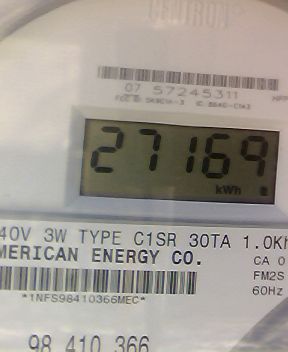 CENTRON
07 57245311
27169
kWh
40V 3W TYPE C1SR 30TA 1.0Kh
MERICAN ENERGY CO.
CA 0
FM2S
60Hz
*1NFS98410366MEC*
98 410 366